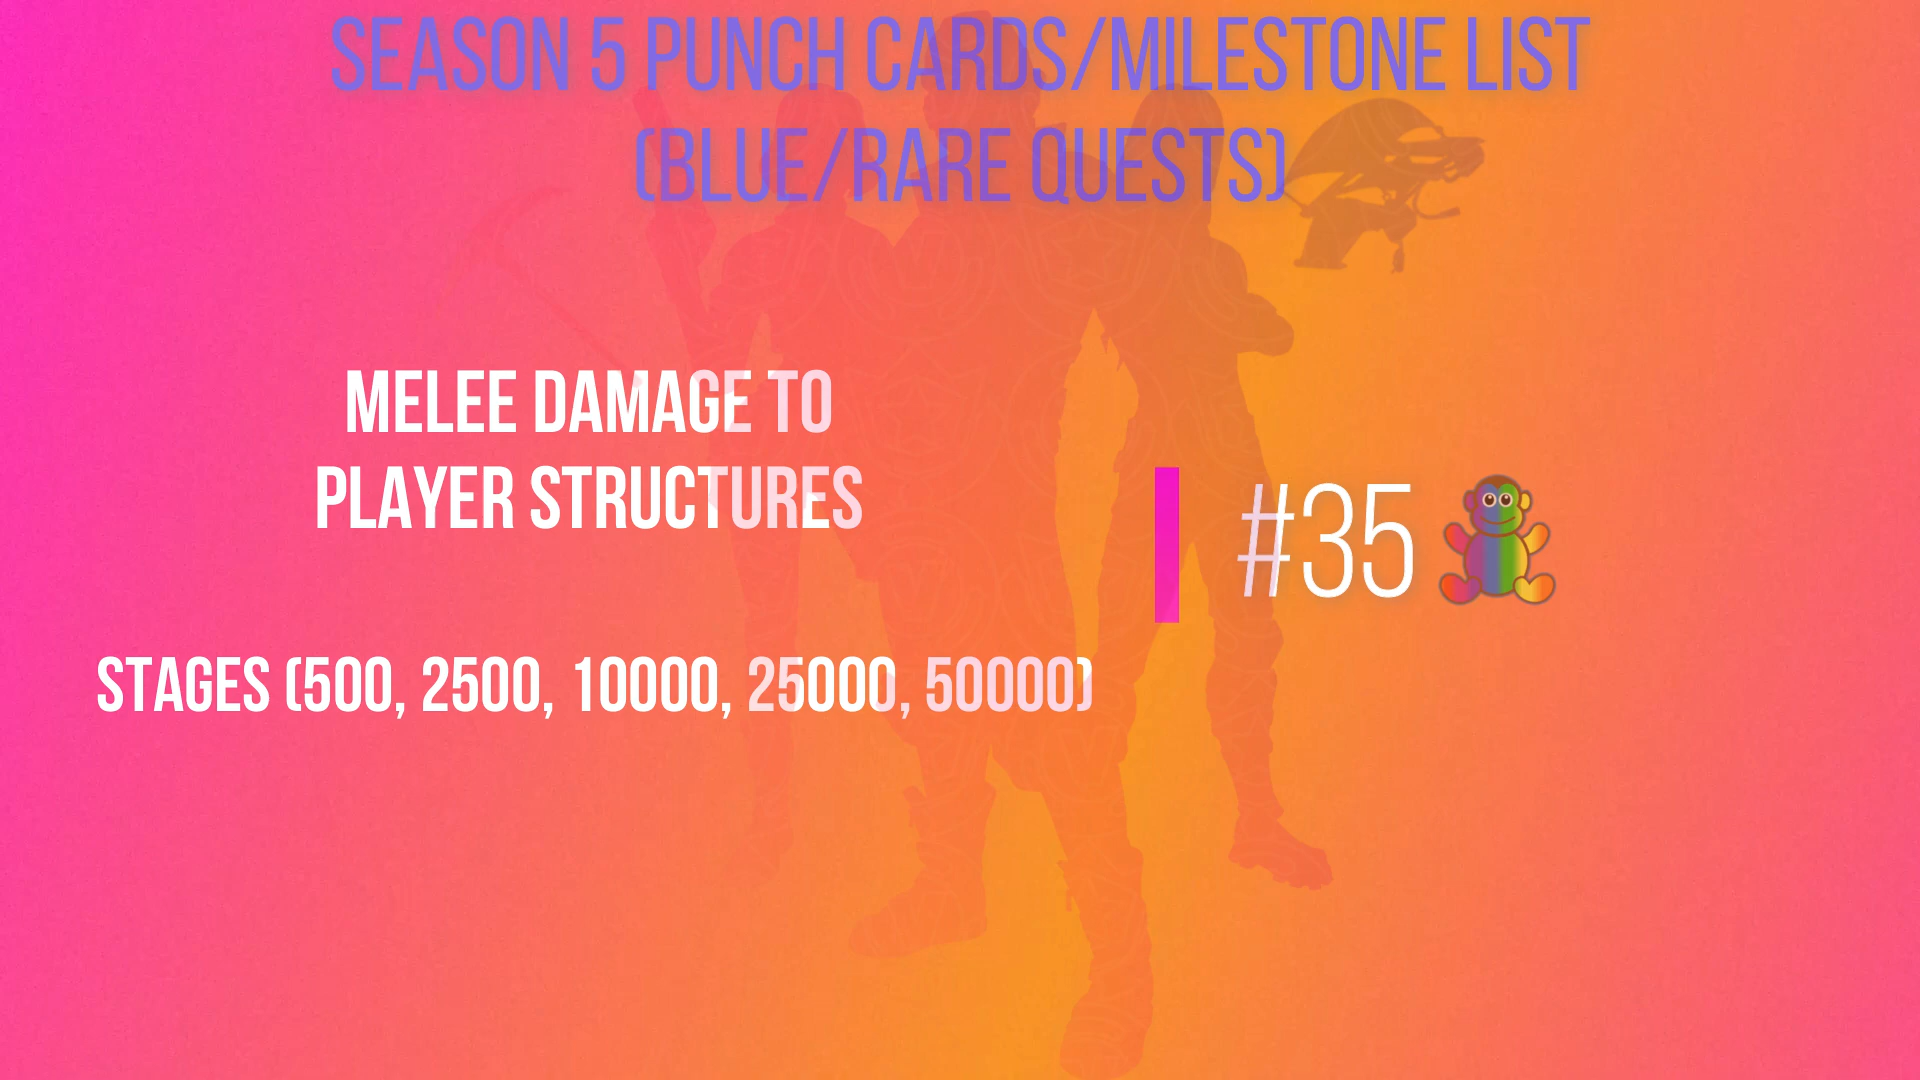 SEASON 5 PUNCH CARDS/MILESTONE LIST
(BLUE/RARE QUESTS)
MELEE DAMAGE TO
PLAYER STRUCTURES
#35
STAGES (500, 2500, 10000, 25000, 50000)